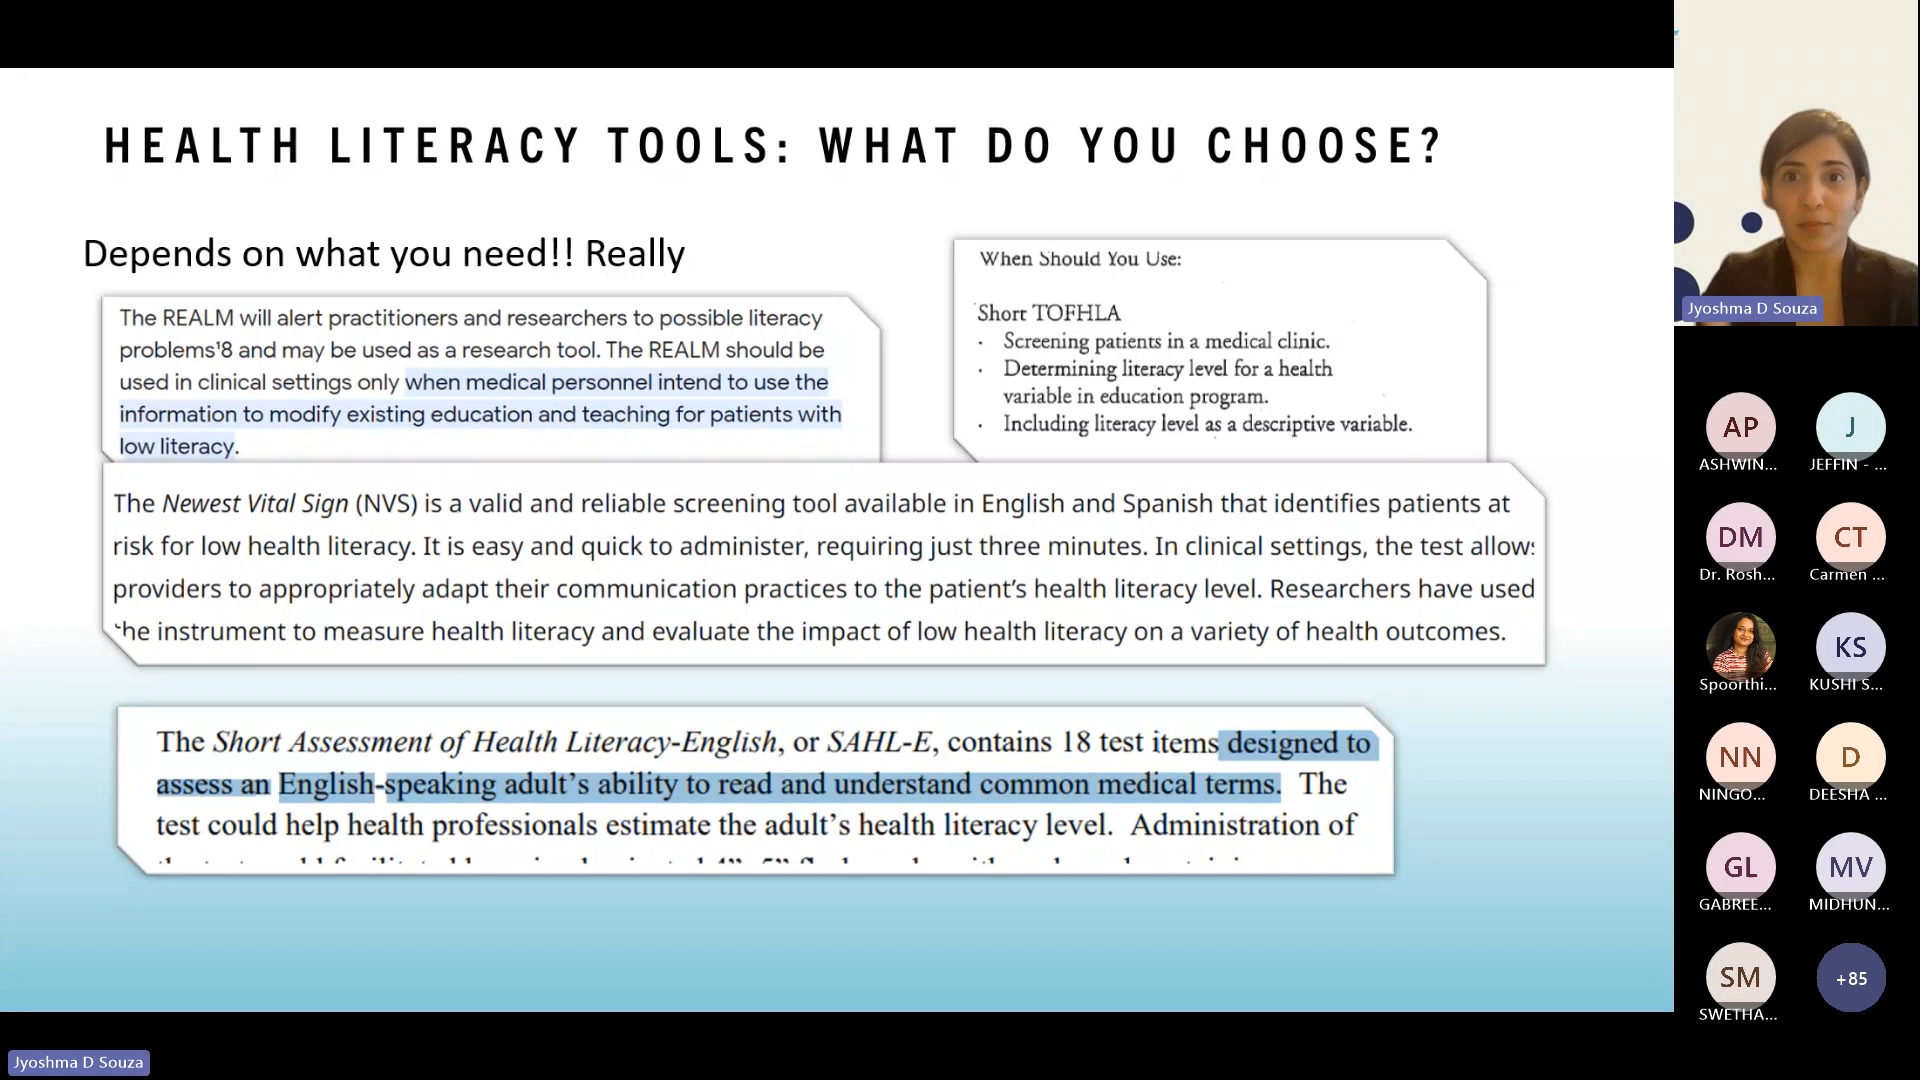 HEALTH LITERACY TOOLS: WHAT DO YOU CHOOSE?
Depends on what you need!! Really
The REALM will alert practitioners and researchers to possible literacy
problems¹8 and may be used as a research tool. The REALM should be
used in clinical settings only when medical personnel intend to use the
information to modify existing education and teaching for patients with
low literacy.
When Should You Use:
Short TOFHLA
· Screening patients in a medical clinic.
· Determining literacy level for a health
variable in education program.
· Including literacy level as a descriptive variable.
The Newest Vital Sign (NVS) is a valid and reliable screening tool available in English and Spanish that identifies patients at
risk for low health literacy. It is easy and quick to administer, requiring just three minutes. In clinical settings, the test allows
providers to appropriately adapt their communication practices to the patient's health literacy level. Researchers have used
the instrument to measure health literacy and evaluate the impact of low health literacy on a variety of health outcomes.
The Short Assessment of Health Literacy-English, or SAHL-E, contains 18 test items designed to
assess an English-speaking adult's ability to read and understand common medical terms. The
test could help health professionals estimate the adult's health literacy level. Administration of
Jyoshma D Souza
AP J
ASHWIN... JEFFIN - ...
DM CT
Dr. Rosh... Carmen ...
KS
Spoorthi... KUSHI S...
NN D
NINGO... DEESHA ...
GL MV
GABREE... MIDHUN...
SM +85
SWETHA...
Jyoshma D Souza